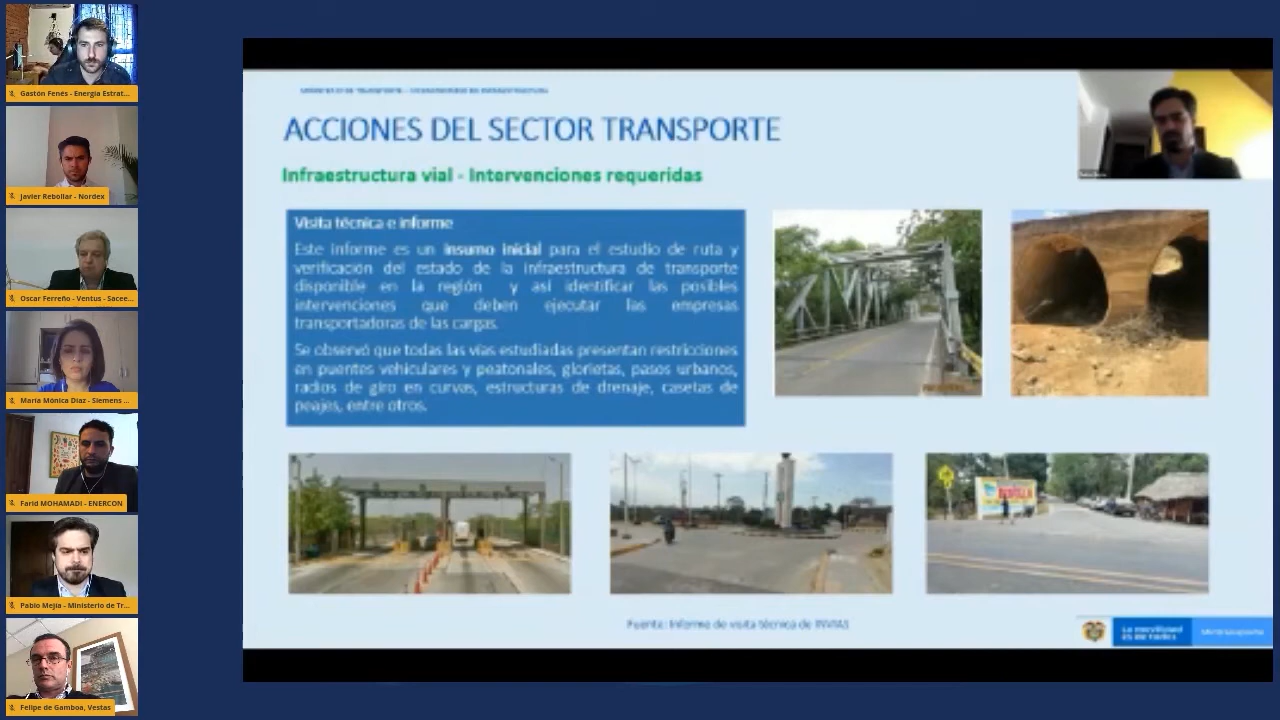 Gastón Fenés - Energía Estrat...
Javier Rebollar - Nordex
Oscar Ferreño - Ventus - Sacee...
María Mónica Díaz - Siemens ...
Farid MOHAMADI - ENERCON
Pablo Mejía - Ministerio de Tr...
Felipe de Gamboa, Vestas
ACCIONES DEL SECTOR TRANSPORTE
Infraestructura vial - Intervenciones requeridas
Visita técnica e informe
Este informe es un insumo inicial para el estudio de ruta y
verificación del estado de la infraestructura de transporte
disponible en la región y así identificar las posibles
intervenciones que deben ejecutar las empresas
transportadoras de las cargas.
Se observó que todas las vías estudiadas presentan restricciones
en puentes vehiculares y peatonales, glorietas, pasos urbanos,
radios de giro en curvas, estructuras de drenaje, casetas de
peajes, entre otros.
Fuente: Informe de visita técnica de INVIAS
La movilidad
es de todos
Mintransporte